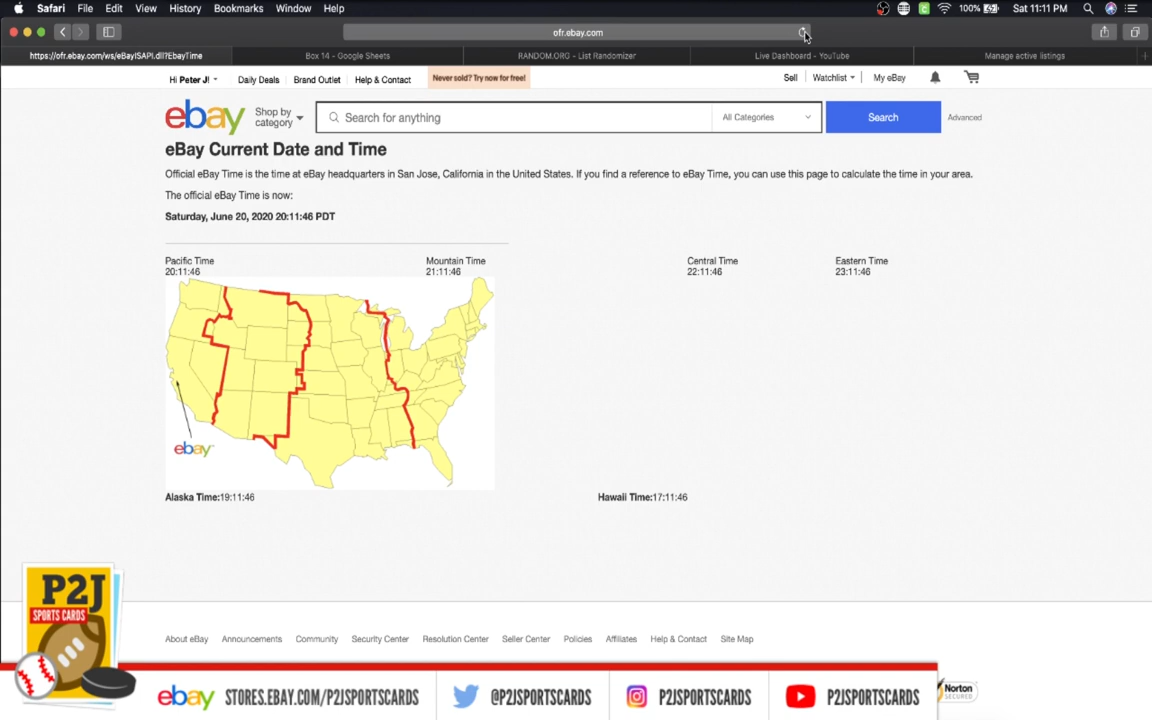 Safari File Edit View History Bookmarks Window Help 100% Sat 11:11 PM
ofr.ebay.com
https://ofr.ebay.com/ws/eBayISAPI.dll?EbayTime Box 14 - Google Sheets RANDOM.ORG - List Randomizer Live Dashboard - YouTube Manage active listings
Hi Peter J! Daily Deals Brand Outlet Help & Contact Never sold? Try now for free! Sell Watchlist My eBay
ebay Shop by category Search for anything All Categories Search Advanced
eBay Current Date and Time
Official eBay Time is the time at eBay headquarters in San Jose, California in the United States. If you find a reference to eBay Time, you can use this page to calculate the time in your area.
The official eBay Time is now:
Saturday, June 20, 2020 20:11:46 PDT
Pacific Time Mountain Time Central Time Eastern Time
20:11:46 21:11:46 22:11:46 23:11:46
ebay
Alaska Time:19:11:46 Hawaii Time:17:11:46
P2J
SPORTS CARDS
About eBay Announcements Community Security Center Resolution Center Seller Center Policies Affiliates Help & Contact Site Map
ebay STORES.EBAY.COM/P2JSPORTSCARDS @P2JSPORTSCARDS P2JSPORTSCARDS P2JSPORTSCARDS
Norton
SECURED